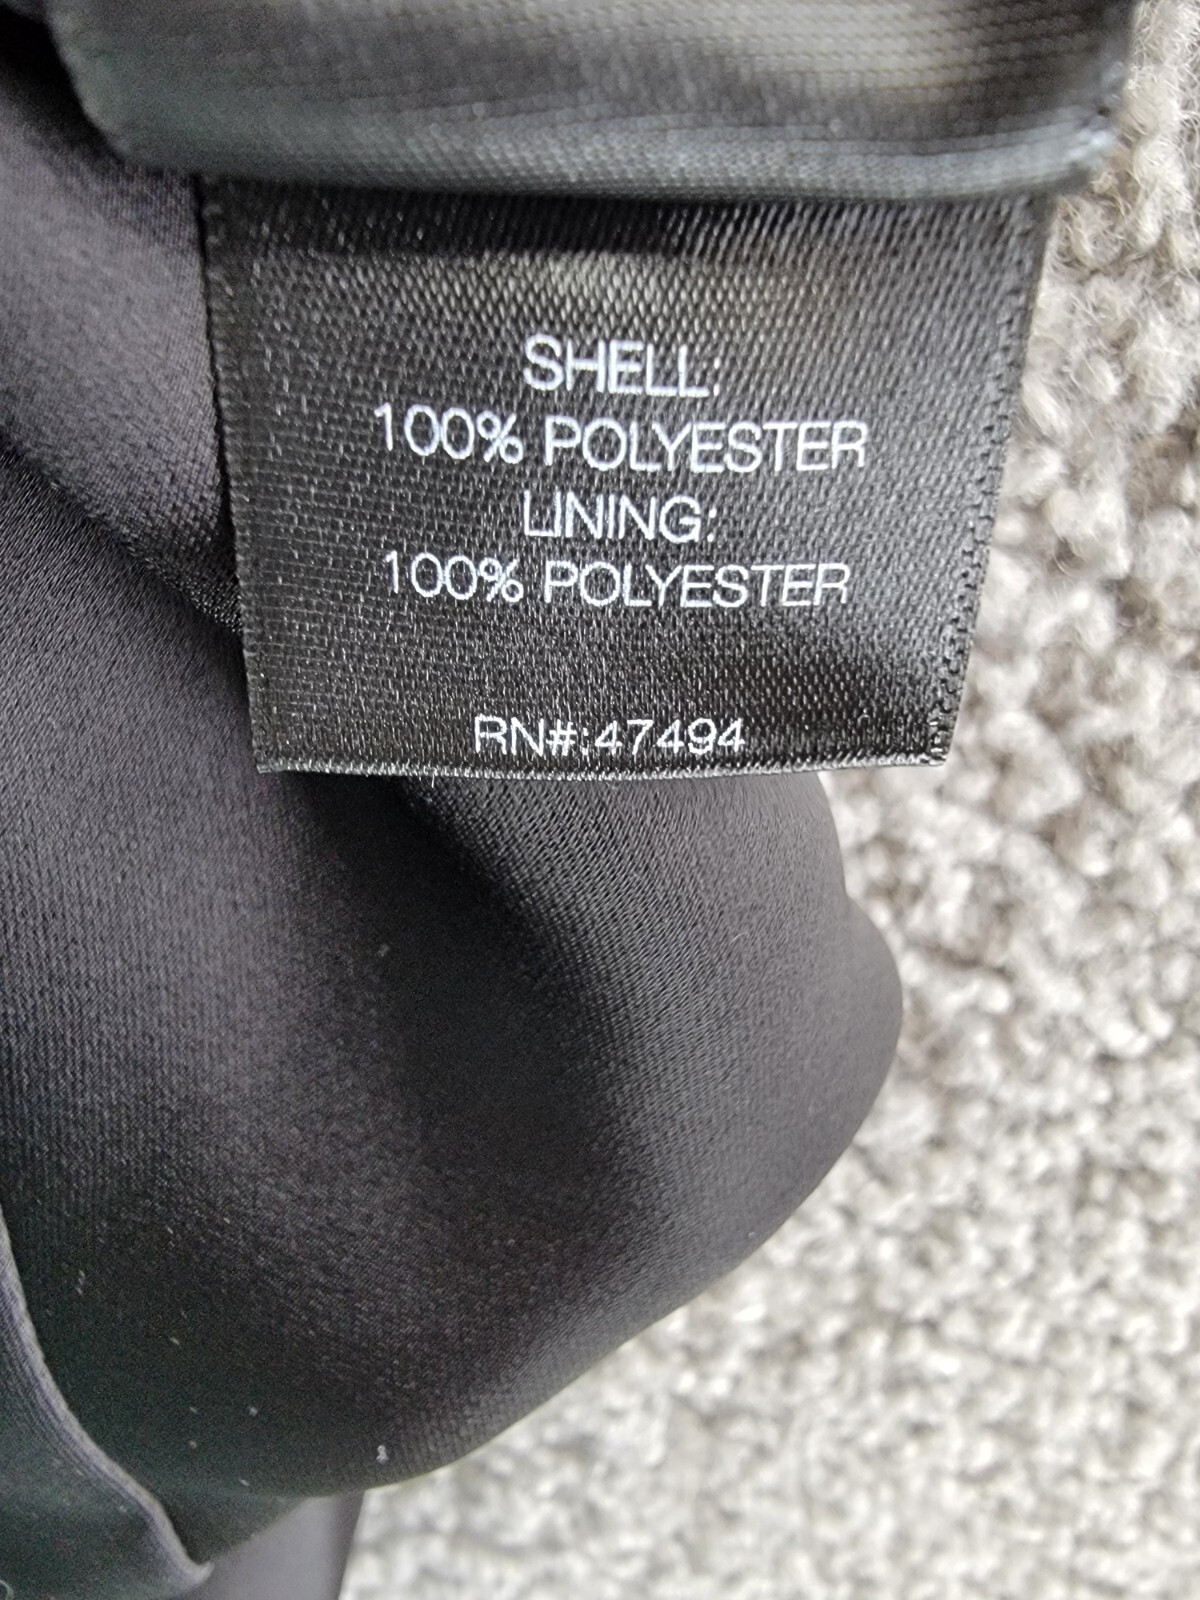 SHELL:
100% POLYESTER
LINING:
100% POLYESTER
RN#:47494